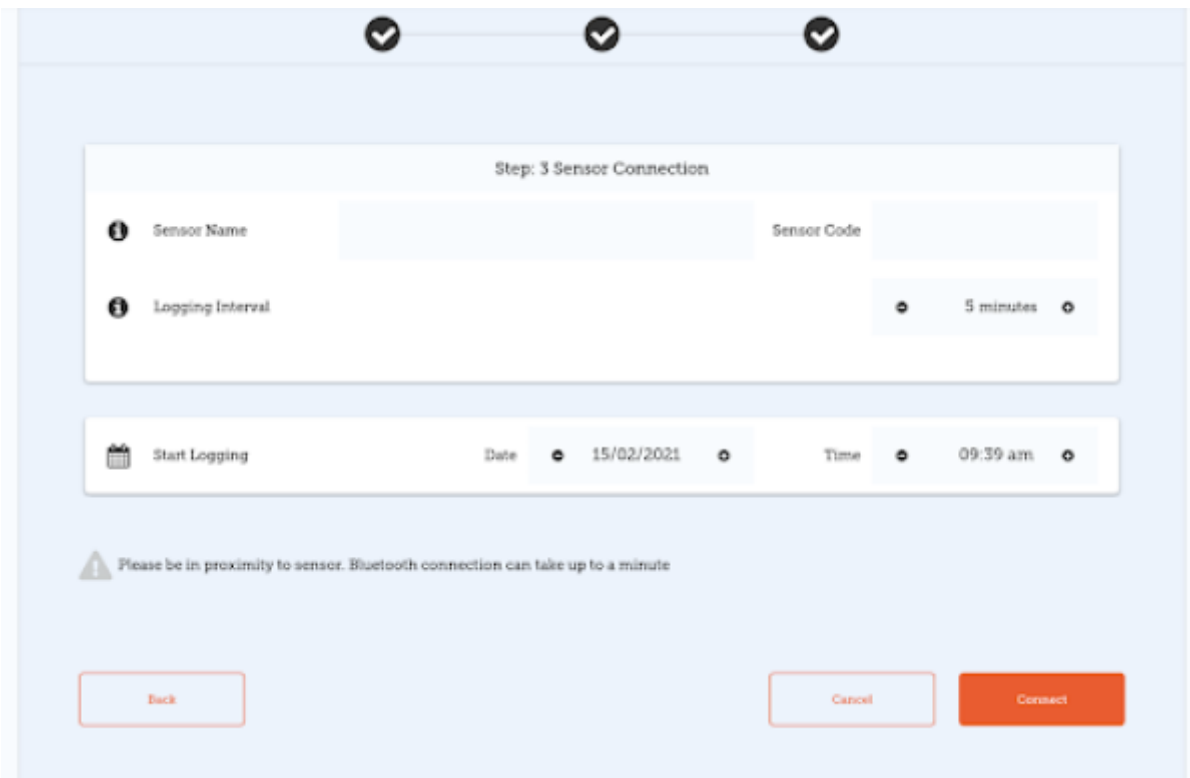 Step: 3 Sensor Connection
Sensor Name
Sensor Code
Logging Interval
5 minutes
Start Logging
Date
15/02/2021
Time
09:39 am
Please be in proximity to sensor. Bluetooth connection can take up to a minute
Back
Cancel
Connect